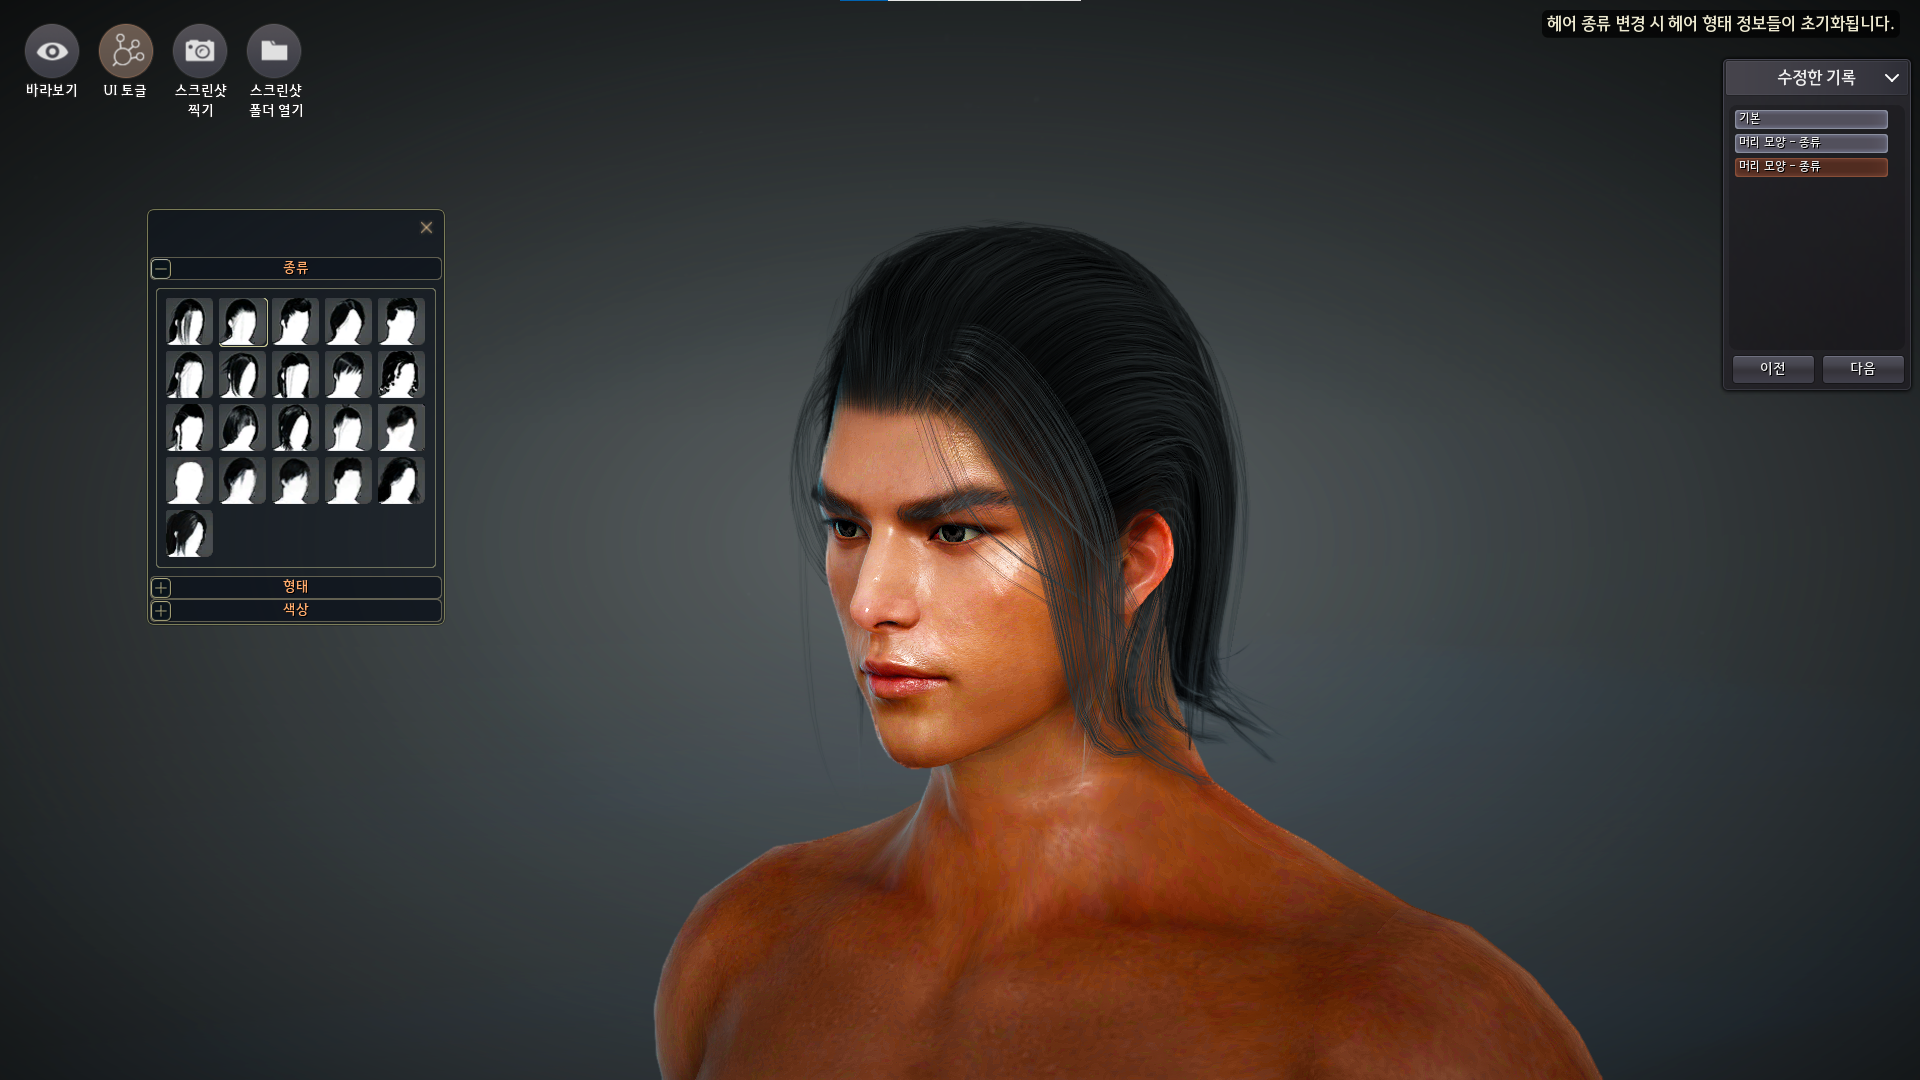 바라보기
UI 토글
스크린샷
찍기
스크린샷
폴더 열기
헤어 종류 변경 시 헤어 형태 정보들이 초기화됩니다.
수정한 기록
기본
머리 모양 - 종류
머리 모양 - 종류
이전
다음
종류
형태
색상